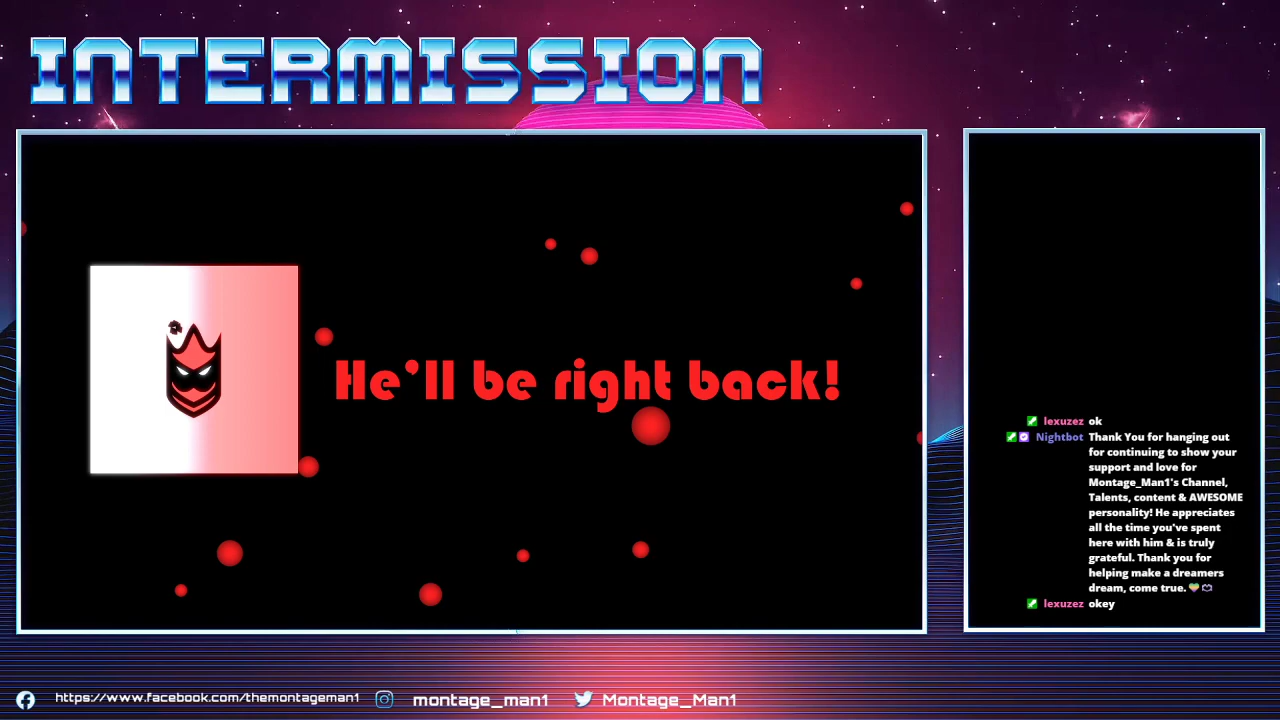 INTERMISSION
He'll be right back!
lexuzez ok
Nightbot Thank You for hanging out
for continuing to show your
support and love for
Montage_Man1's Channel,
Talents, content & AWESOME
personality! He appreciates
all the time you've spent
here with him & is truly
grateful. Thank you for
helping make a dreamers
dream, come true.
lexuzez okey
https://www.facebook.com/themontageman1 montage_man1 Montage_Man1